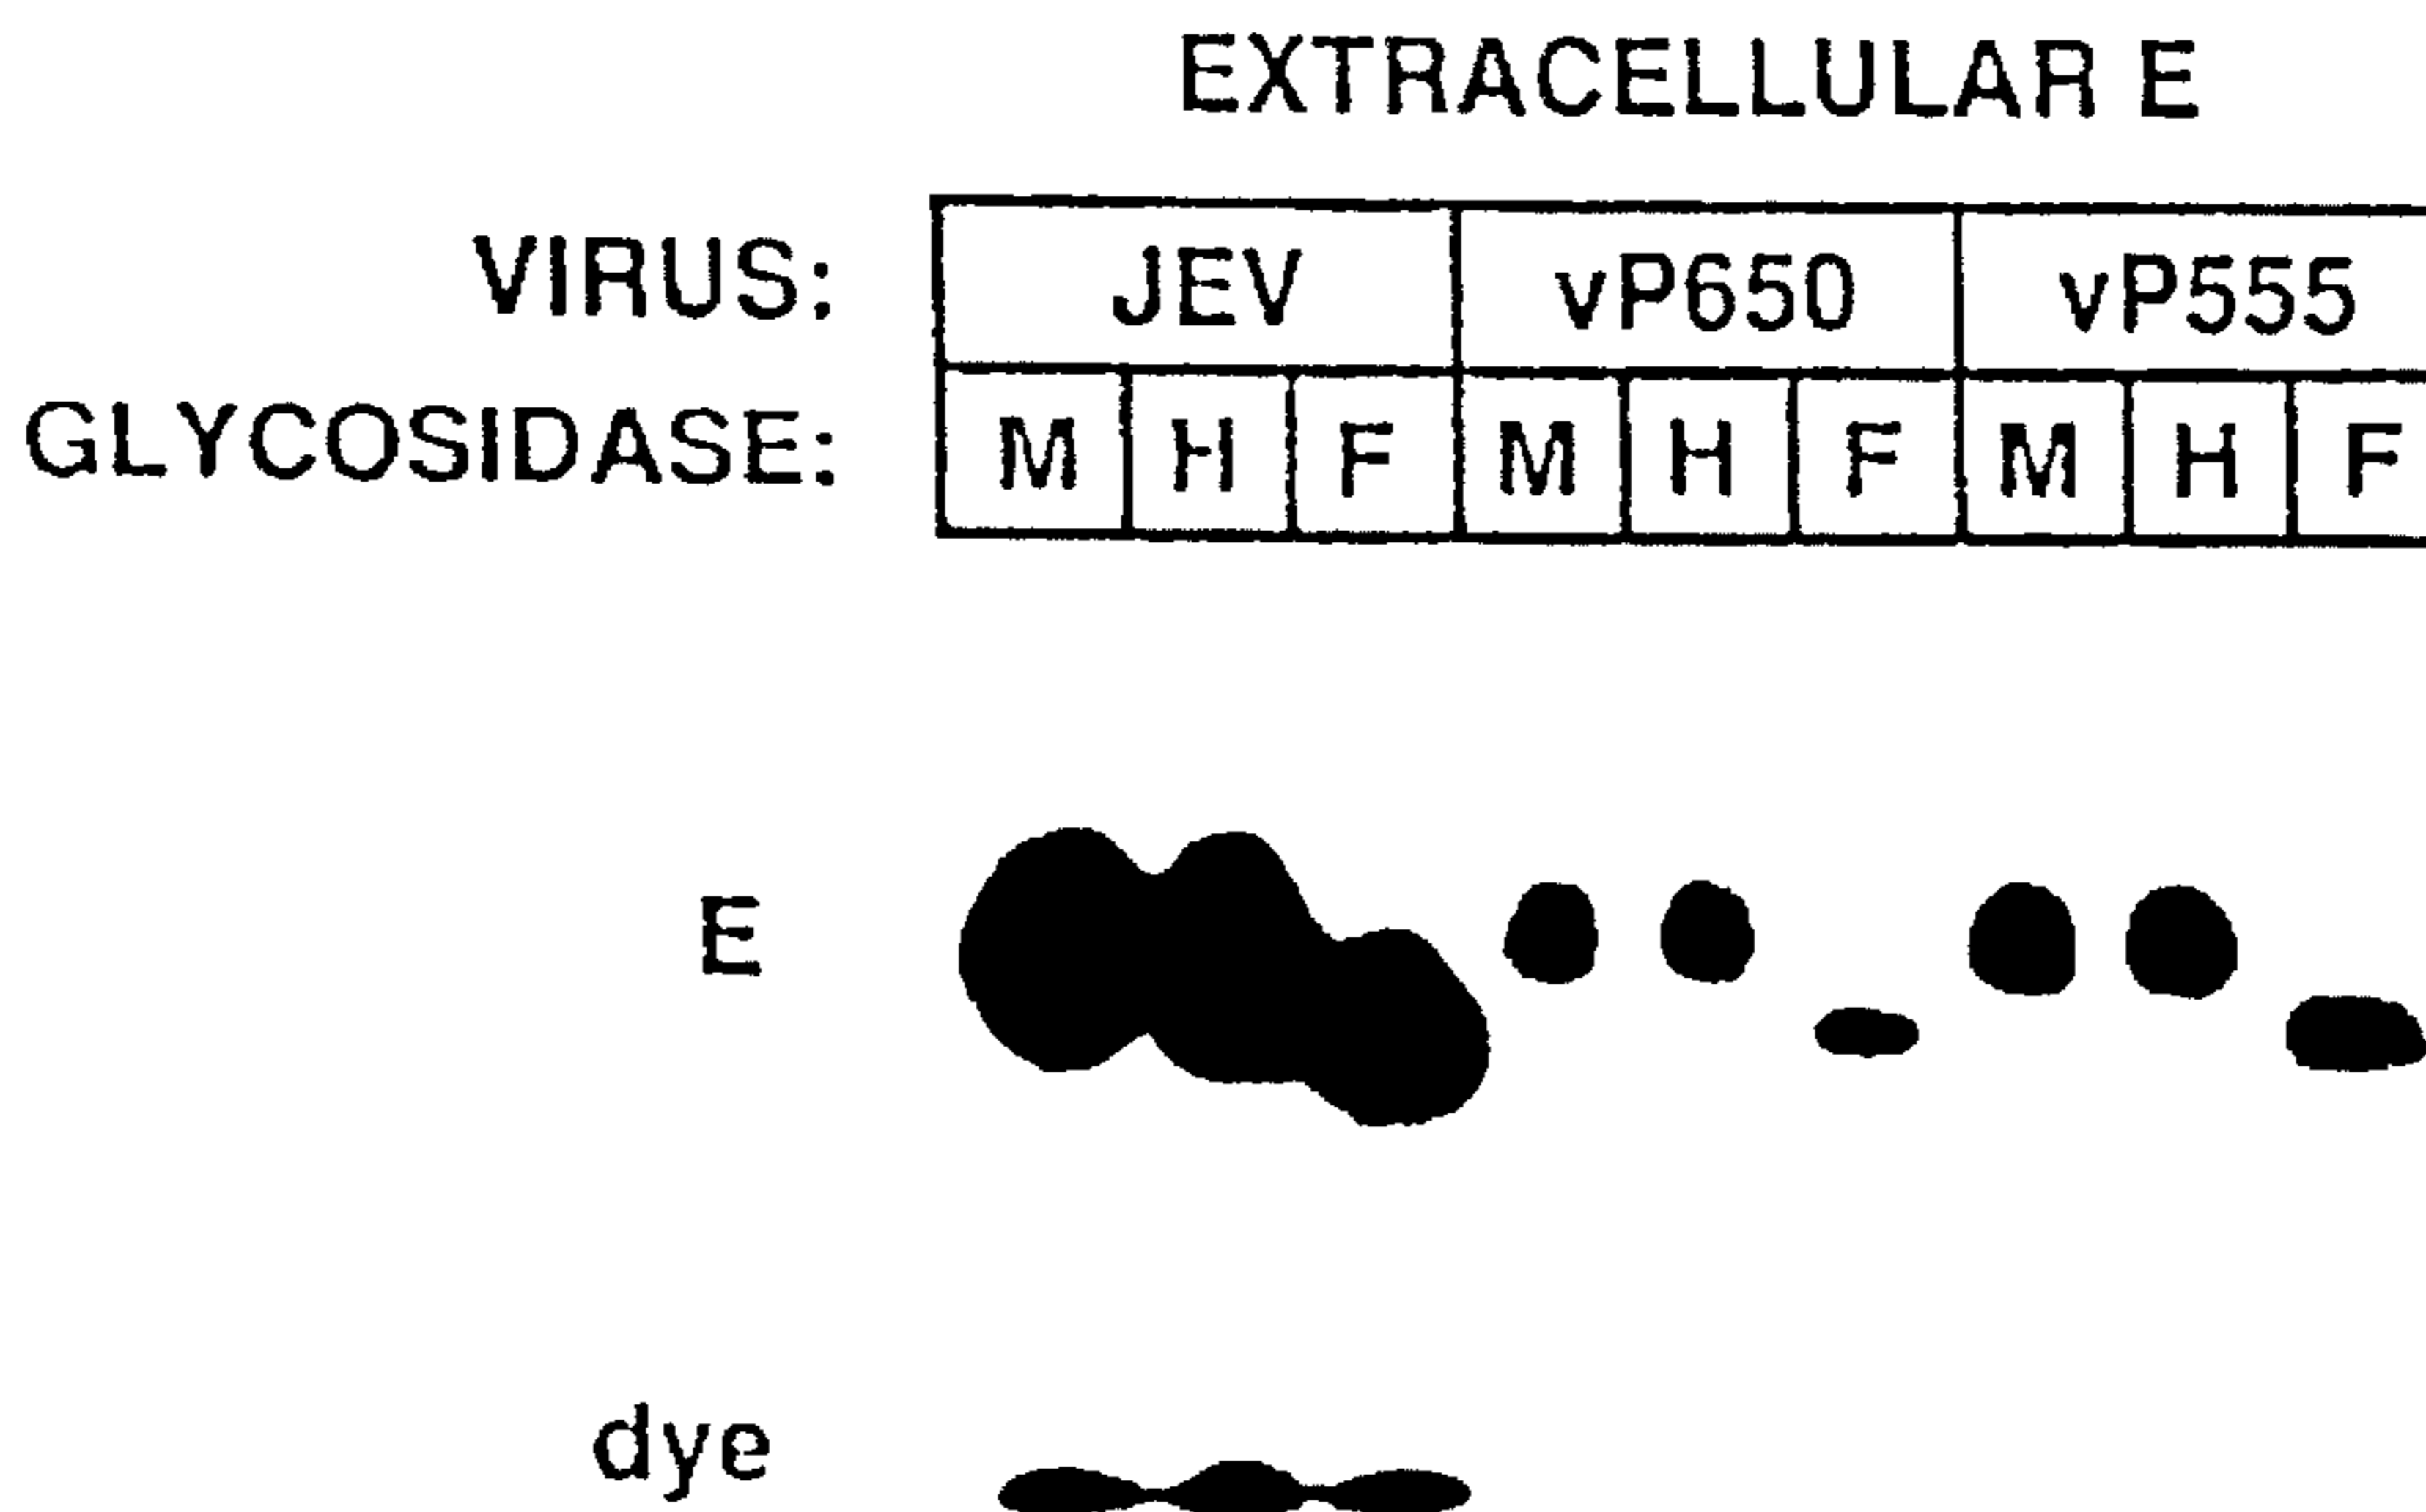 EXTRACELLULAR E
VIRUS: JEV vP650 vP555
GLYCOSIDASE: M H F M H F M H F
E
dye